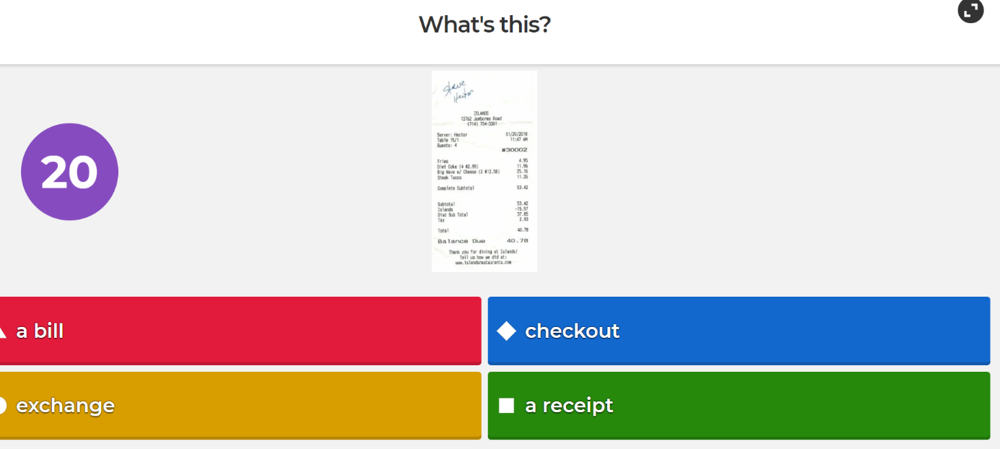 What's this?
20
Steve
Hector
ISLANDS
13762 Jamboree Road
(714) 734-3301
Server: Hector 01/20/2018
Table 15/1 11:47 AM
Guests: 4
#30002
Fries 4.95
Diet Coke (4 @2.99) 11.96
Big Wave w/ Cheese (2 @12.58) 25.16
Steak Tacos 11.35
Complete Subtotal 53.42
Subtotal 53.42
Islands -15.57
Disc Sub Total 37.85
Tax 2.93
Total 40.78
Balance Due 40.78
Thank you for dining at Islands!
Tell us how we did at:
www.islandsrestaurants.com
a bill
checkout
exchange
a receipt